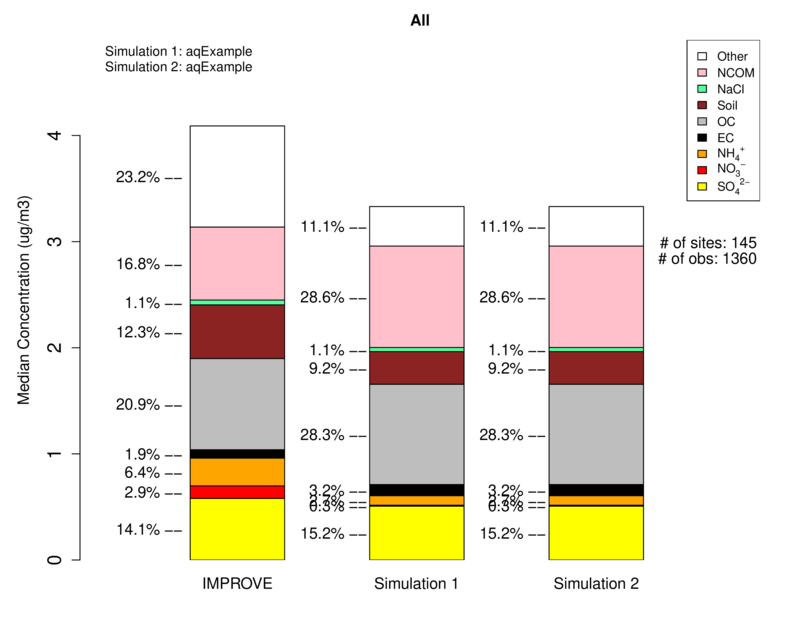 All
Simulation 1: aqExample
Simulation 2: aqExample
Other
NCOM
NaCl
Soil
OC
EC
NH₄⁺
NO₃⁻
SO₄²⁻
# of sites: 145
# of obs: 1360
Median Concentration (ug/m3)
4
3
2
1
0
23.2%
16.8%
1.1%
12.3%
20.9%
1.9%
6.4%
2.9%
14.1%
11.1%
28.6%
1.1%
9.2%
28.3%
3.2%
0.3%
15.2%
11.1%
28.6%
1.1%
9.2%
28.3%
3.2%
0.3%
15.2%
IMPROVE
Simulation 1
Simulation 2